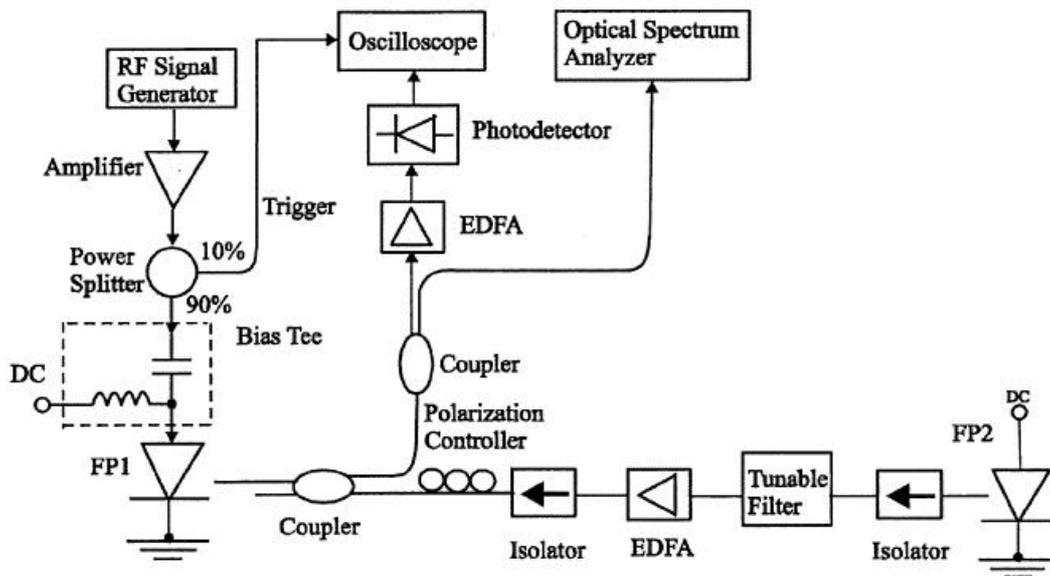 RF Signal
Generator
Oscilloscope
Optical Spectrum
Analyzer
Photodetector
Amplifier
Trigger
EDFA
Power
Splitter
10%
90%
Bias Tee
DC
Coupler
Polarization
Controller
FP1
Coupler
Isolator
EDFA
Tunable
Filter
Isolator
FP2
DC